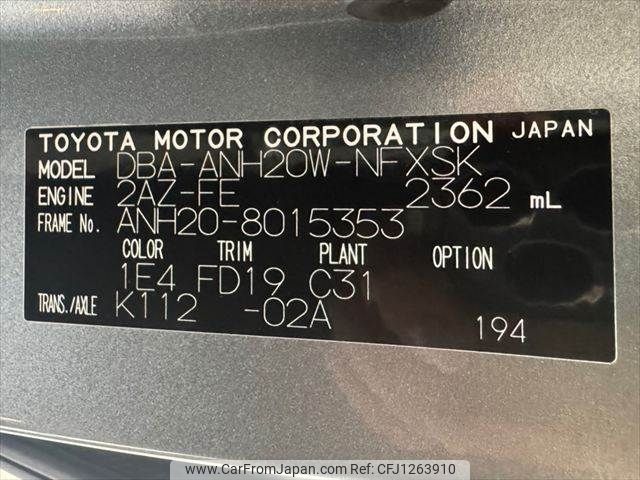 TOYOTA MOTOR CORPORATION JAPAN
MODEL DBA-ANH20W-NFXSK
ENGINE 2AZ-FE 2362 mL
FRAME No. ANH20-8015353
COLOR TRIM PLANT OPTION
1E4 FD19 C31
TRANS./AXLE K112 -02A
194
www.CarFromJapan.com - CFJ1263910